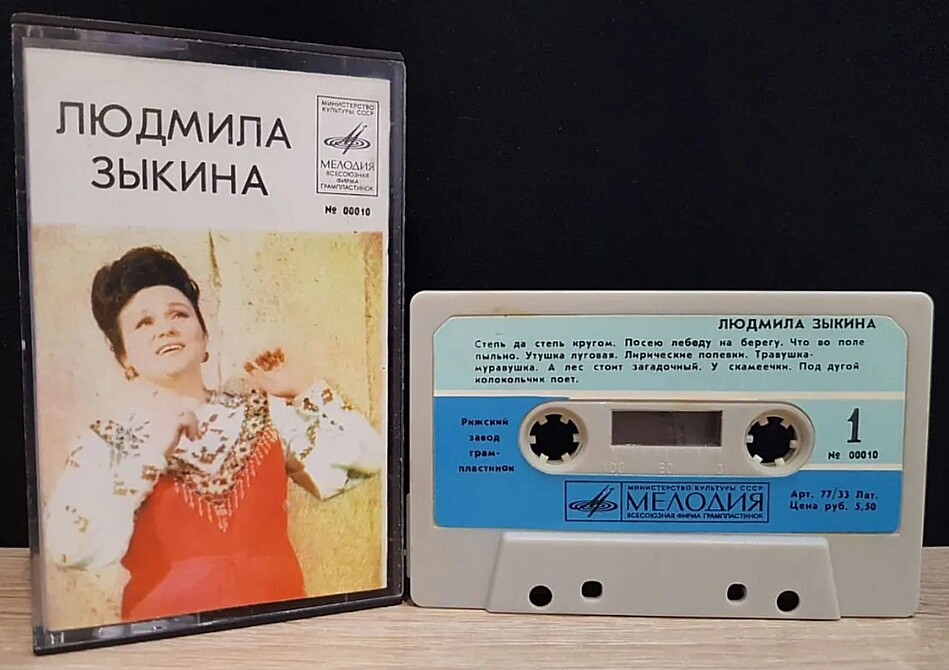 ЛЮДМИЛА
ЗЫКИНА
МИНИСТЕРСТВО
КУЛЬТУРЫ СССР
МЕЛОДИЯ
ВСЕСОЮЗНАЯ
ФИРМА
ГРАМПЛАСТИНОК
№ 00010
ЛЮДМИЛА ЗЫКИНА
Степь да степь кругом. Посею лебеду на берегу. Что во поле
пыльно. Утушка луговая. Лирические попевки. Травушка-
муравушка. А лес стоит загадочный. У скамеечки. Под дугой
колокольчик поет.
Рижский
завод
грам-
пластинок
1
№ 00010
100 50 0
МИНИСТЕРСТВО КУЛЬТУРЫ СССР
МЕЛОДИЯ
ВСЕСОЮЗНАЯ ФИРМА ГРАМПЛАСТИНОК
Арт. 77/33 Лат.
Цена руб. 5,50